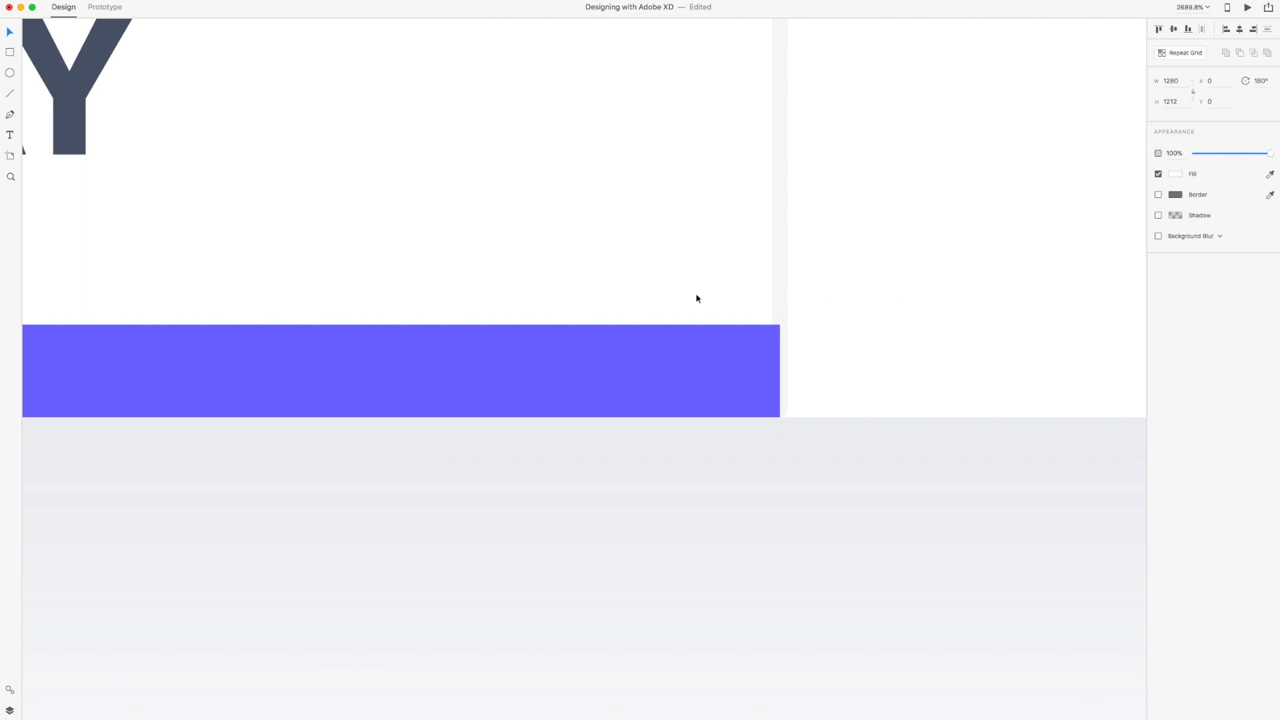 Design Prototype Designing with Adobe XD — Edited 2689.8%
Y
Repeat Grid
W 1280 X 0 180°
H 1212 Y 0
APPEARANCE
100%
Fill
Border
Shadow
Background Blur
T